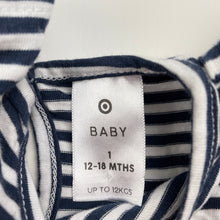 BABY
1
12-18 MTHS
UP TO 12KGS